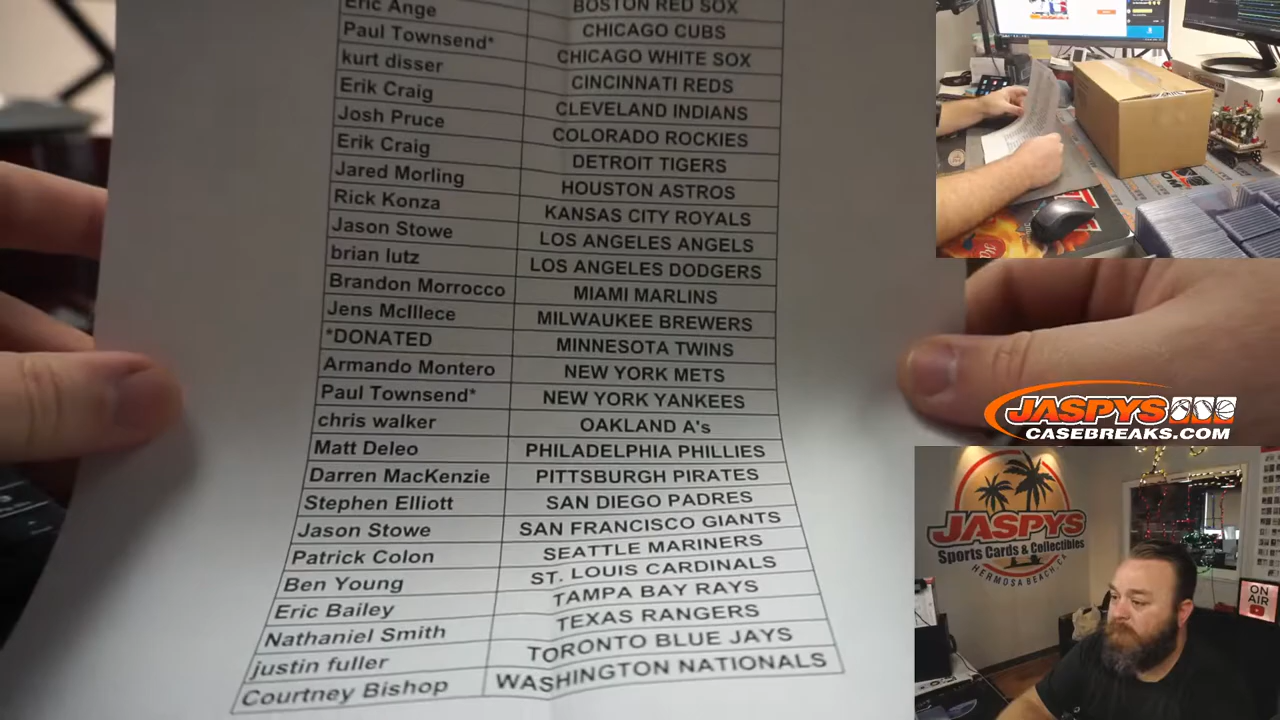 BOSTON RED SOX
Eric Ange CHICAGO CUBS
Paul Townsend* CHICAGO WHITE SOX
kurt disser CINCINNATI REDS
Erik Craig CLEVELAND INDIANS
Josh Pruce COLORADO ROCKIES
Erik Craig DETROIT TIGERS
Jared Morling HOUSTON ASTROS
Rick Konza KANSAS CITY ROYALS
Jason Stowe LOS ANGELES ANGELS
brian lutz LOS ANGELES DODGERS
Brandon Morrocco MIAMI MARLINS
Jens McIllece MILWAUKEE BREWERS
*DONATED MINNESOTA TWINS
Armando Montero NEW YORK METS
Paul Townsend* NEW YORK YANKEES
chris walker OAKLAND A's
Matt Deleo PHILADELPHIA PHILLIES
Darren MacKenzie PITTSBURGH PIRATES
Stephen Elliott SAN DIEGO PADRES
Jason Stowe SAN FRANCISCO GIANTS
Patrick Colon SEATTLE MARINERS
Ben Young ST. LOUIS CARDINALS
Eric Bailey TAMPA BAY RAYS
Nathaniel Smith TEXAS RANGERS
justin fuller TORONTO BLUE JAYS
Courtney Bishop WASHINGTON NATIONALS
JASPYS
CASEBREAKS.COM
JASPYS
Sports Cards & Collectibles
HERMOSA BEACH, CA
ON
AIR